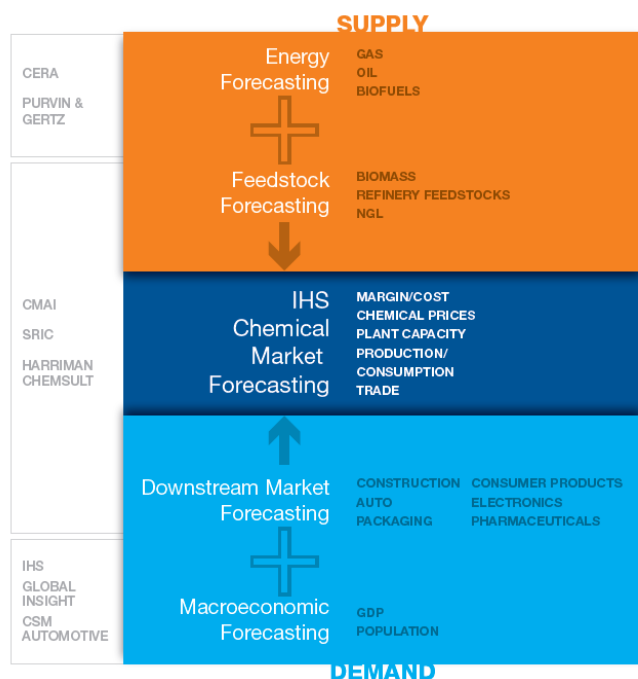 SUPPLY
CERA
PURVIN &
GERTZ
Energy
Forecasting
GAS
OIL
BIOFUELS
Feedstock
Forecasting
BIOMASS
REFINERY FEEDSTOCKS
NGL
CMAI
SRIC
HARRIMAN
CHEMSULT
IHS
Chemical
Market
Forecasting
MARGIN/COST
CHEMICAL PRICES
PLANT CAPACITY
PRODUCTION/
CONSUMPTION
TRADE
Downstream Market
Forecasting
CONSTRUCTION
AUTO
PACKAGING
CONSUMER PRODUCTS
ELECTRONICS
PHARMACEUTICALS
IHS
GLOBAL
INSIGHT
CSM
AUTOMOTIVE
Macroeconomic
Forecasting
GDP
POPULATION
DEMAND